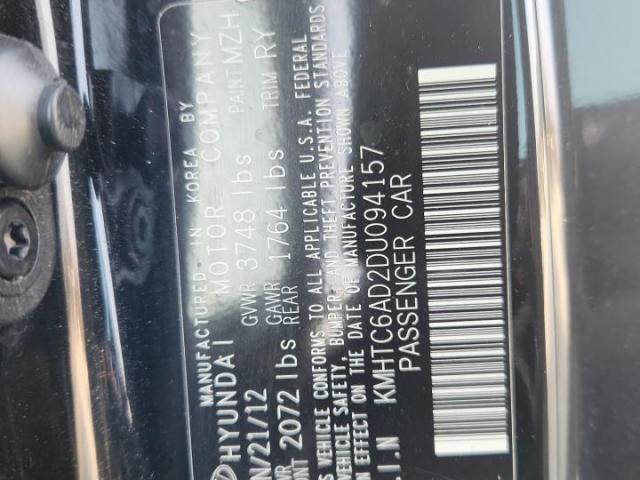 MANUFACTURED IN KOREA BY
HYUNDAI MOTOR COMPANY
N/21/12 GVWR 3748 lbs PAINT MZH
WR GAWR TRIM RY
ONT 2072 lbs REAR 1764 lbs
S VEHICLE CONFORMS TO ALL APPLICABLE U.S.A. FEDERAL
VEHICLE SAFETY, BUMPER, AND THEFT PREVENTION STANDARDS
ON THE DATE OF MANUFACTURE SHOWN ABOVE
.I.N KMHTC6AD2DU094157
PASSENGER CAR